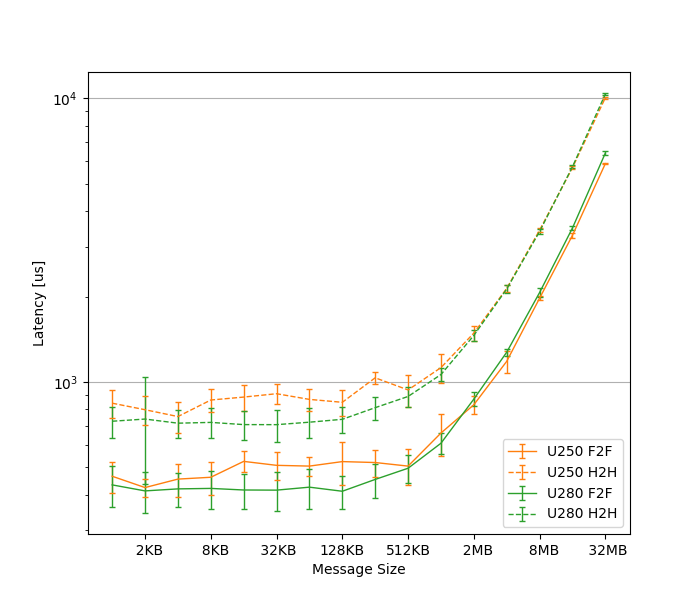 10^4
10^3
Latency [us]
U250 F2F
U250 H2H
U280 F2F
U280 H2H
2KB 8KB 32KB 128KB 512KB 2MB 8MB 32MB
Message Size